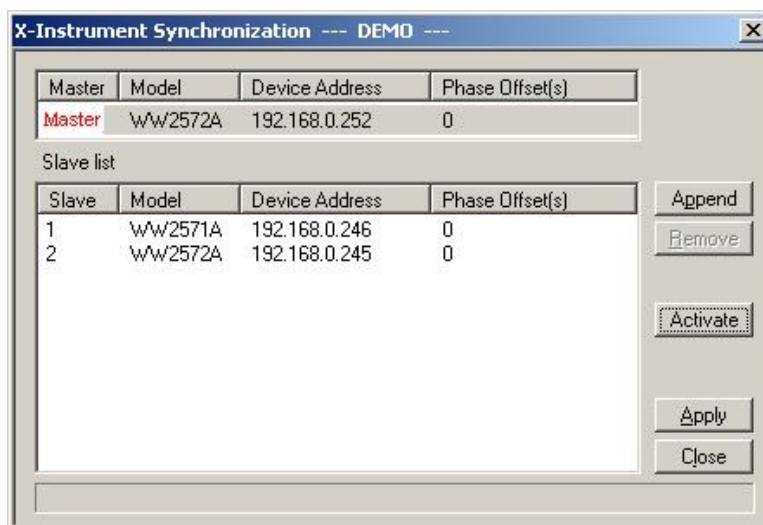 X-Instrument Synchronization --- DEMO ---
Master Model Device Address Phase Offset(s)
Master WW2572A 192.168.0.252 0
Slave list
Slave Model Device Address Phase Offset(s)
1 WW2571A 192.168.0.246 0
2 WW2572A 192.168.0.245 0
Append
Remove
Activate
Apply
Close